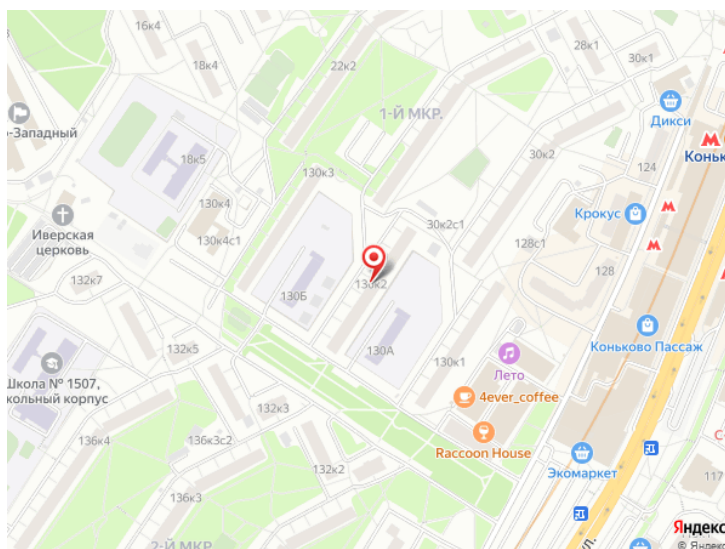 16к4
18к4
22к2
28к1
30к1
1-Й МКР.
Дикси
о-Западный
18к5
130к3
30к2
124
Коньк
130к4
Иверская
церковь
130к4с1
30к2с1
Крокус
128с1
132к7
130Б
130к2
128
Коньково Пассаж
132к5
130А
130к1
Лето
Школа № 1507,
кольный корпус
4ever_coffee
132к3
136к4
136к3с2
Raccoon House
132к2
Экомаркет
136к3
117
2-Й МКР.
ул.
Яндекс
© Яндекс